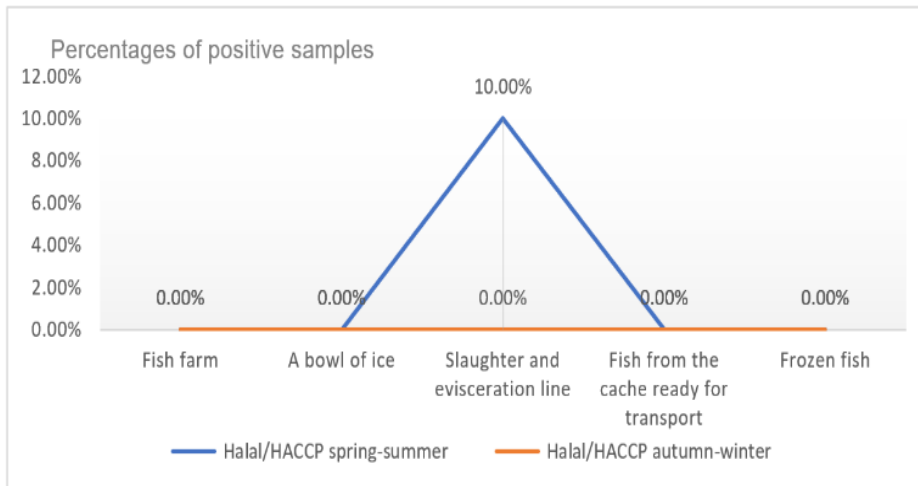 Percentages of positive samples
12.00%
10.00%
8.00%
6.00%
4.00%
2.00%
0.00%
10.00%
0.00%
0.00%
0.00%
0.00%
0.00%
Fish farm
A bowl of ice
Slaughter and
evisceration line
Fish from the
cache ready for
transport
Frozen fish
Halal/HACCP spring-summer
Halal/HACCP autumn-winter